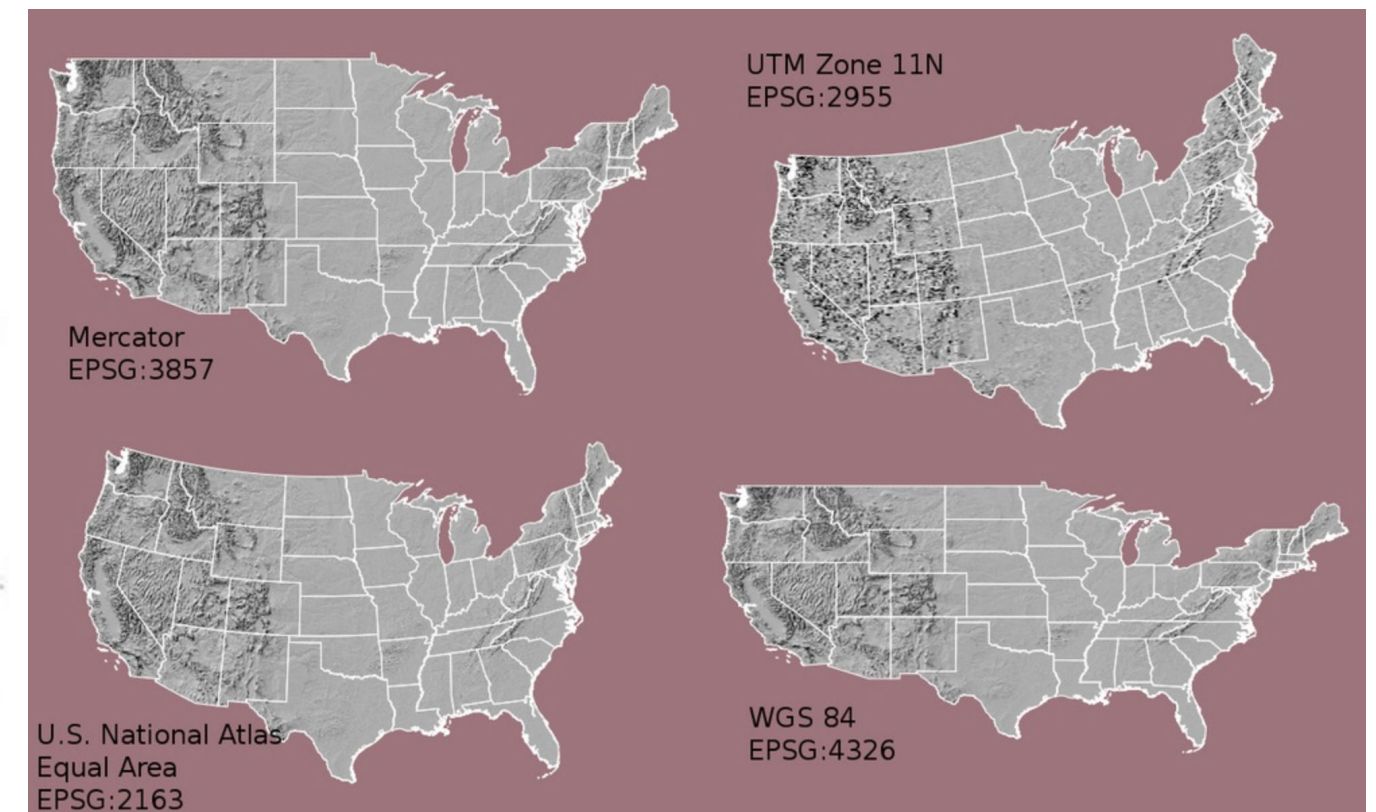 Mercator
EPSG:3857
UTM Zone 11N
EPSG:2955
U.S. National Atlas
Equal Area
EPSG:2163
WGS 84
EPSG:4326